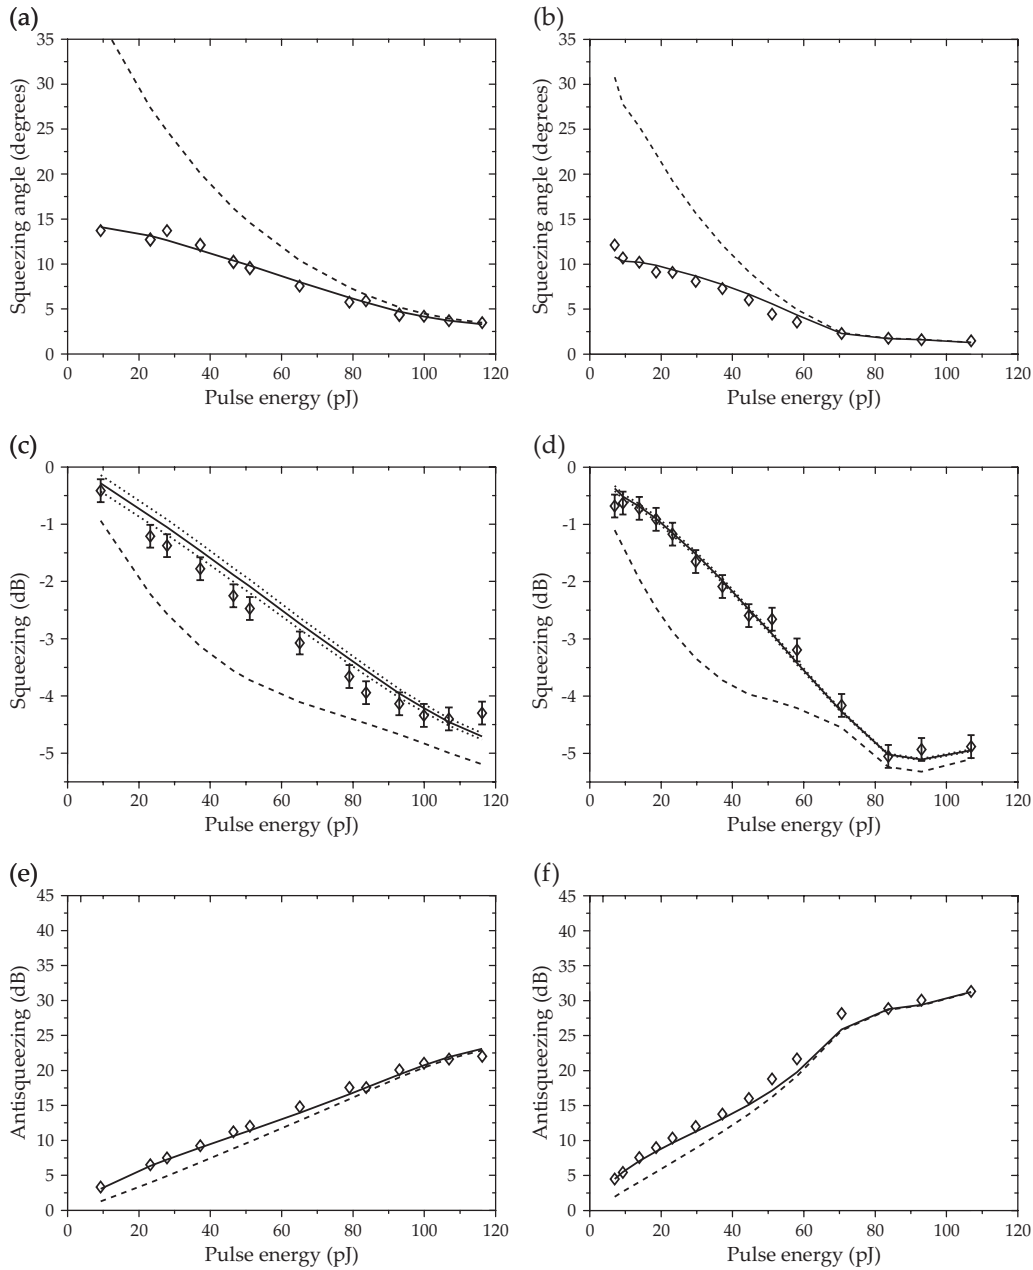 (a)
35
30
25
20
15
10
5
0
Squeezing angle (degrees)
0 20 40 60 80 100 120
Pulse energy (pJ)
(b)
35
30
25
20
15
10
5
0
Squeezing angle (degrees)
0 20 40 60 80 100 120
Pulse energy (pJ)
(c)
0
-1
-2
-3
-4
-5
Squeezing (dB)
0 20 40 60 80 100 120
Pulse energy (pJ)
(d)
0
-1
-2
-3
-4
-5
Squeezing (dB)
0 20 40 60 80 100 120
Pulse energy (pJ)
(e)
45
40
35
30
25
20
15
10
5
0
Antisqueezing (dB)
0 20 40 60 80 100 120
Pulse energy (pJ)
(f)
45
40
35
30
25
20
15
10
5
0
Antisqueezing (dB)
0 20 40 60 80 100 120
Pulse energy (pJ)